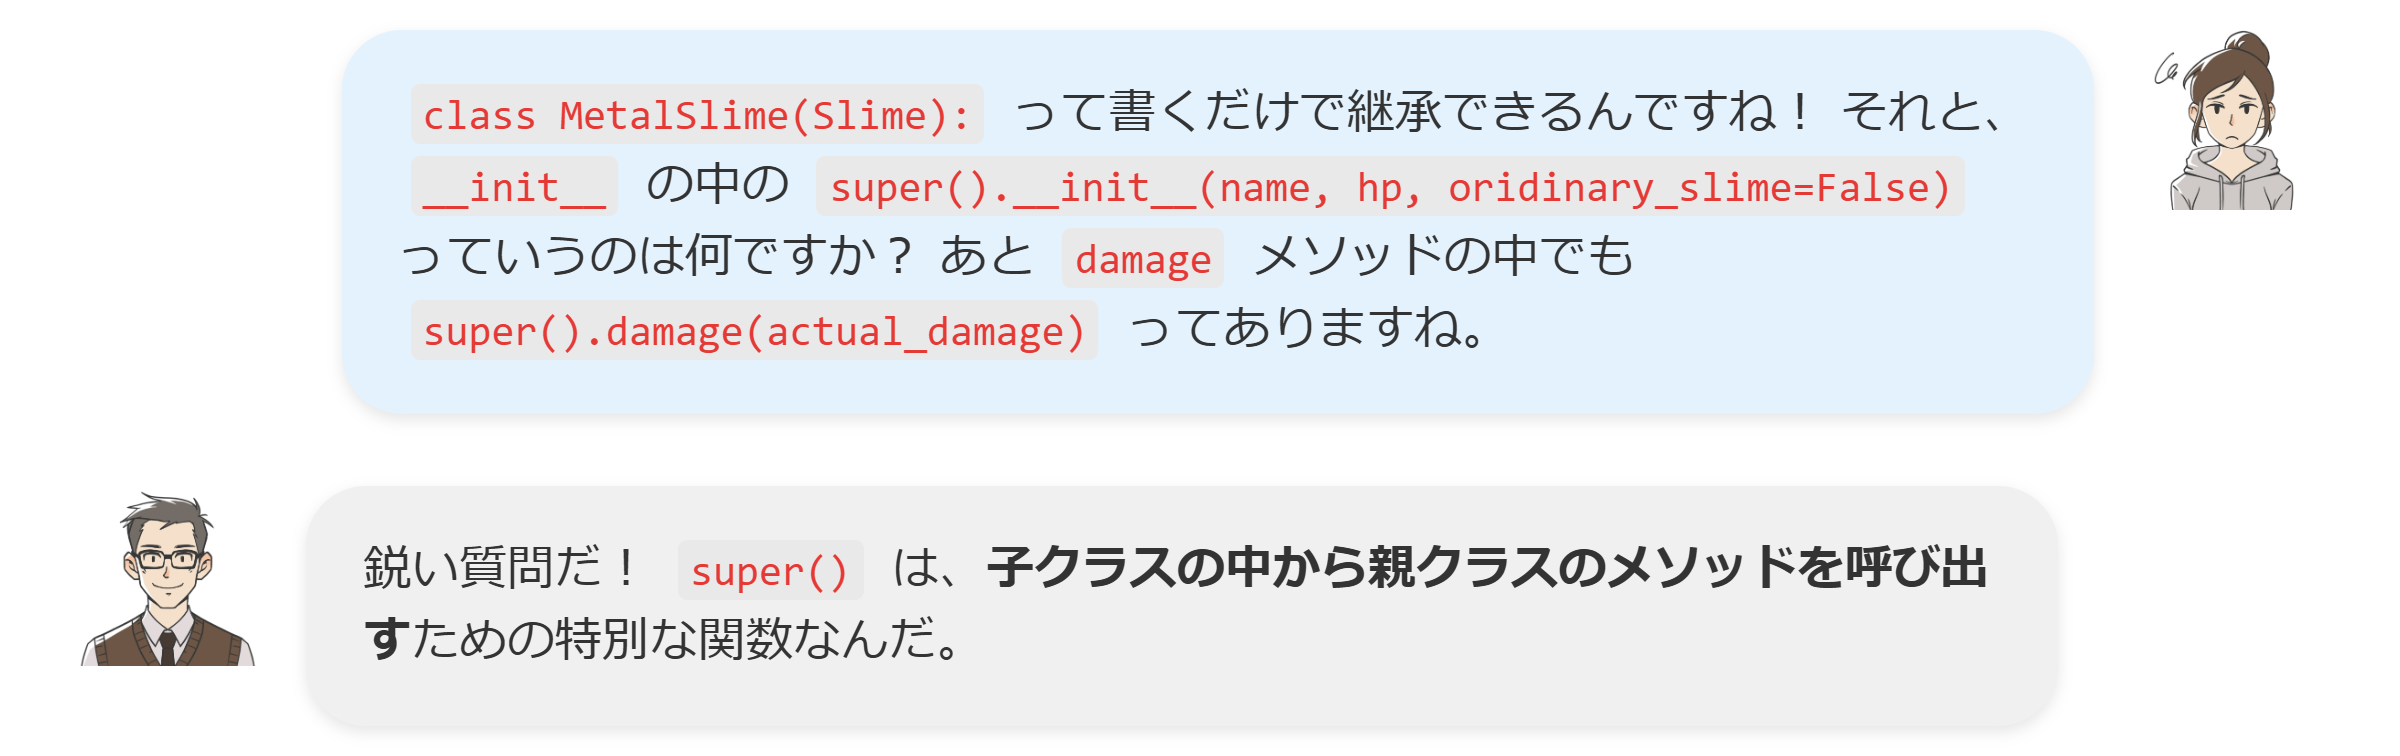 class MetalSlime(Slime): って書くだけで継承できるんですね！ それと、
__init__ の中の super().__init__(name, hp, oridinary_slime=False)
っていうのは何ですか？ あと damage メソッドの中でも
super().damage(actual_damage) ってありますね。
鋭い質問だ！ super() は、子クラスの中から親クラスのメソッドを呼び出
すための特別な関数なんだ。